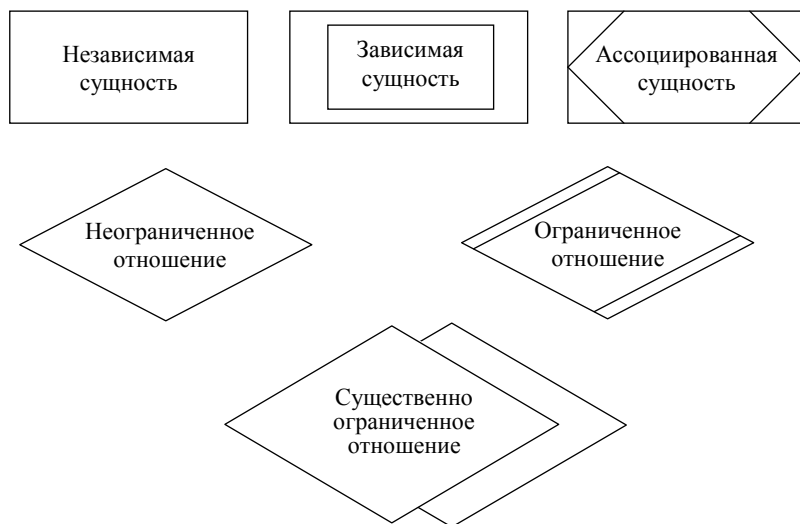 Независимая
сущность
Зависимая
сущность
Ассоциированная
сущность
Неограниченное
отношение
Ограниченное
отношение
Существенно
ограниченное
отношение